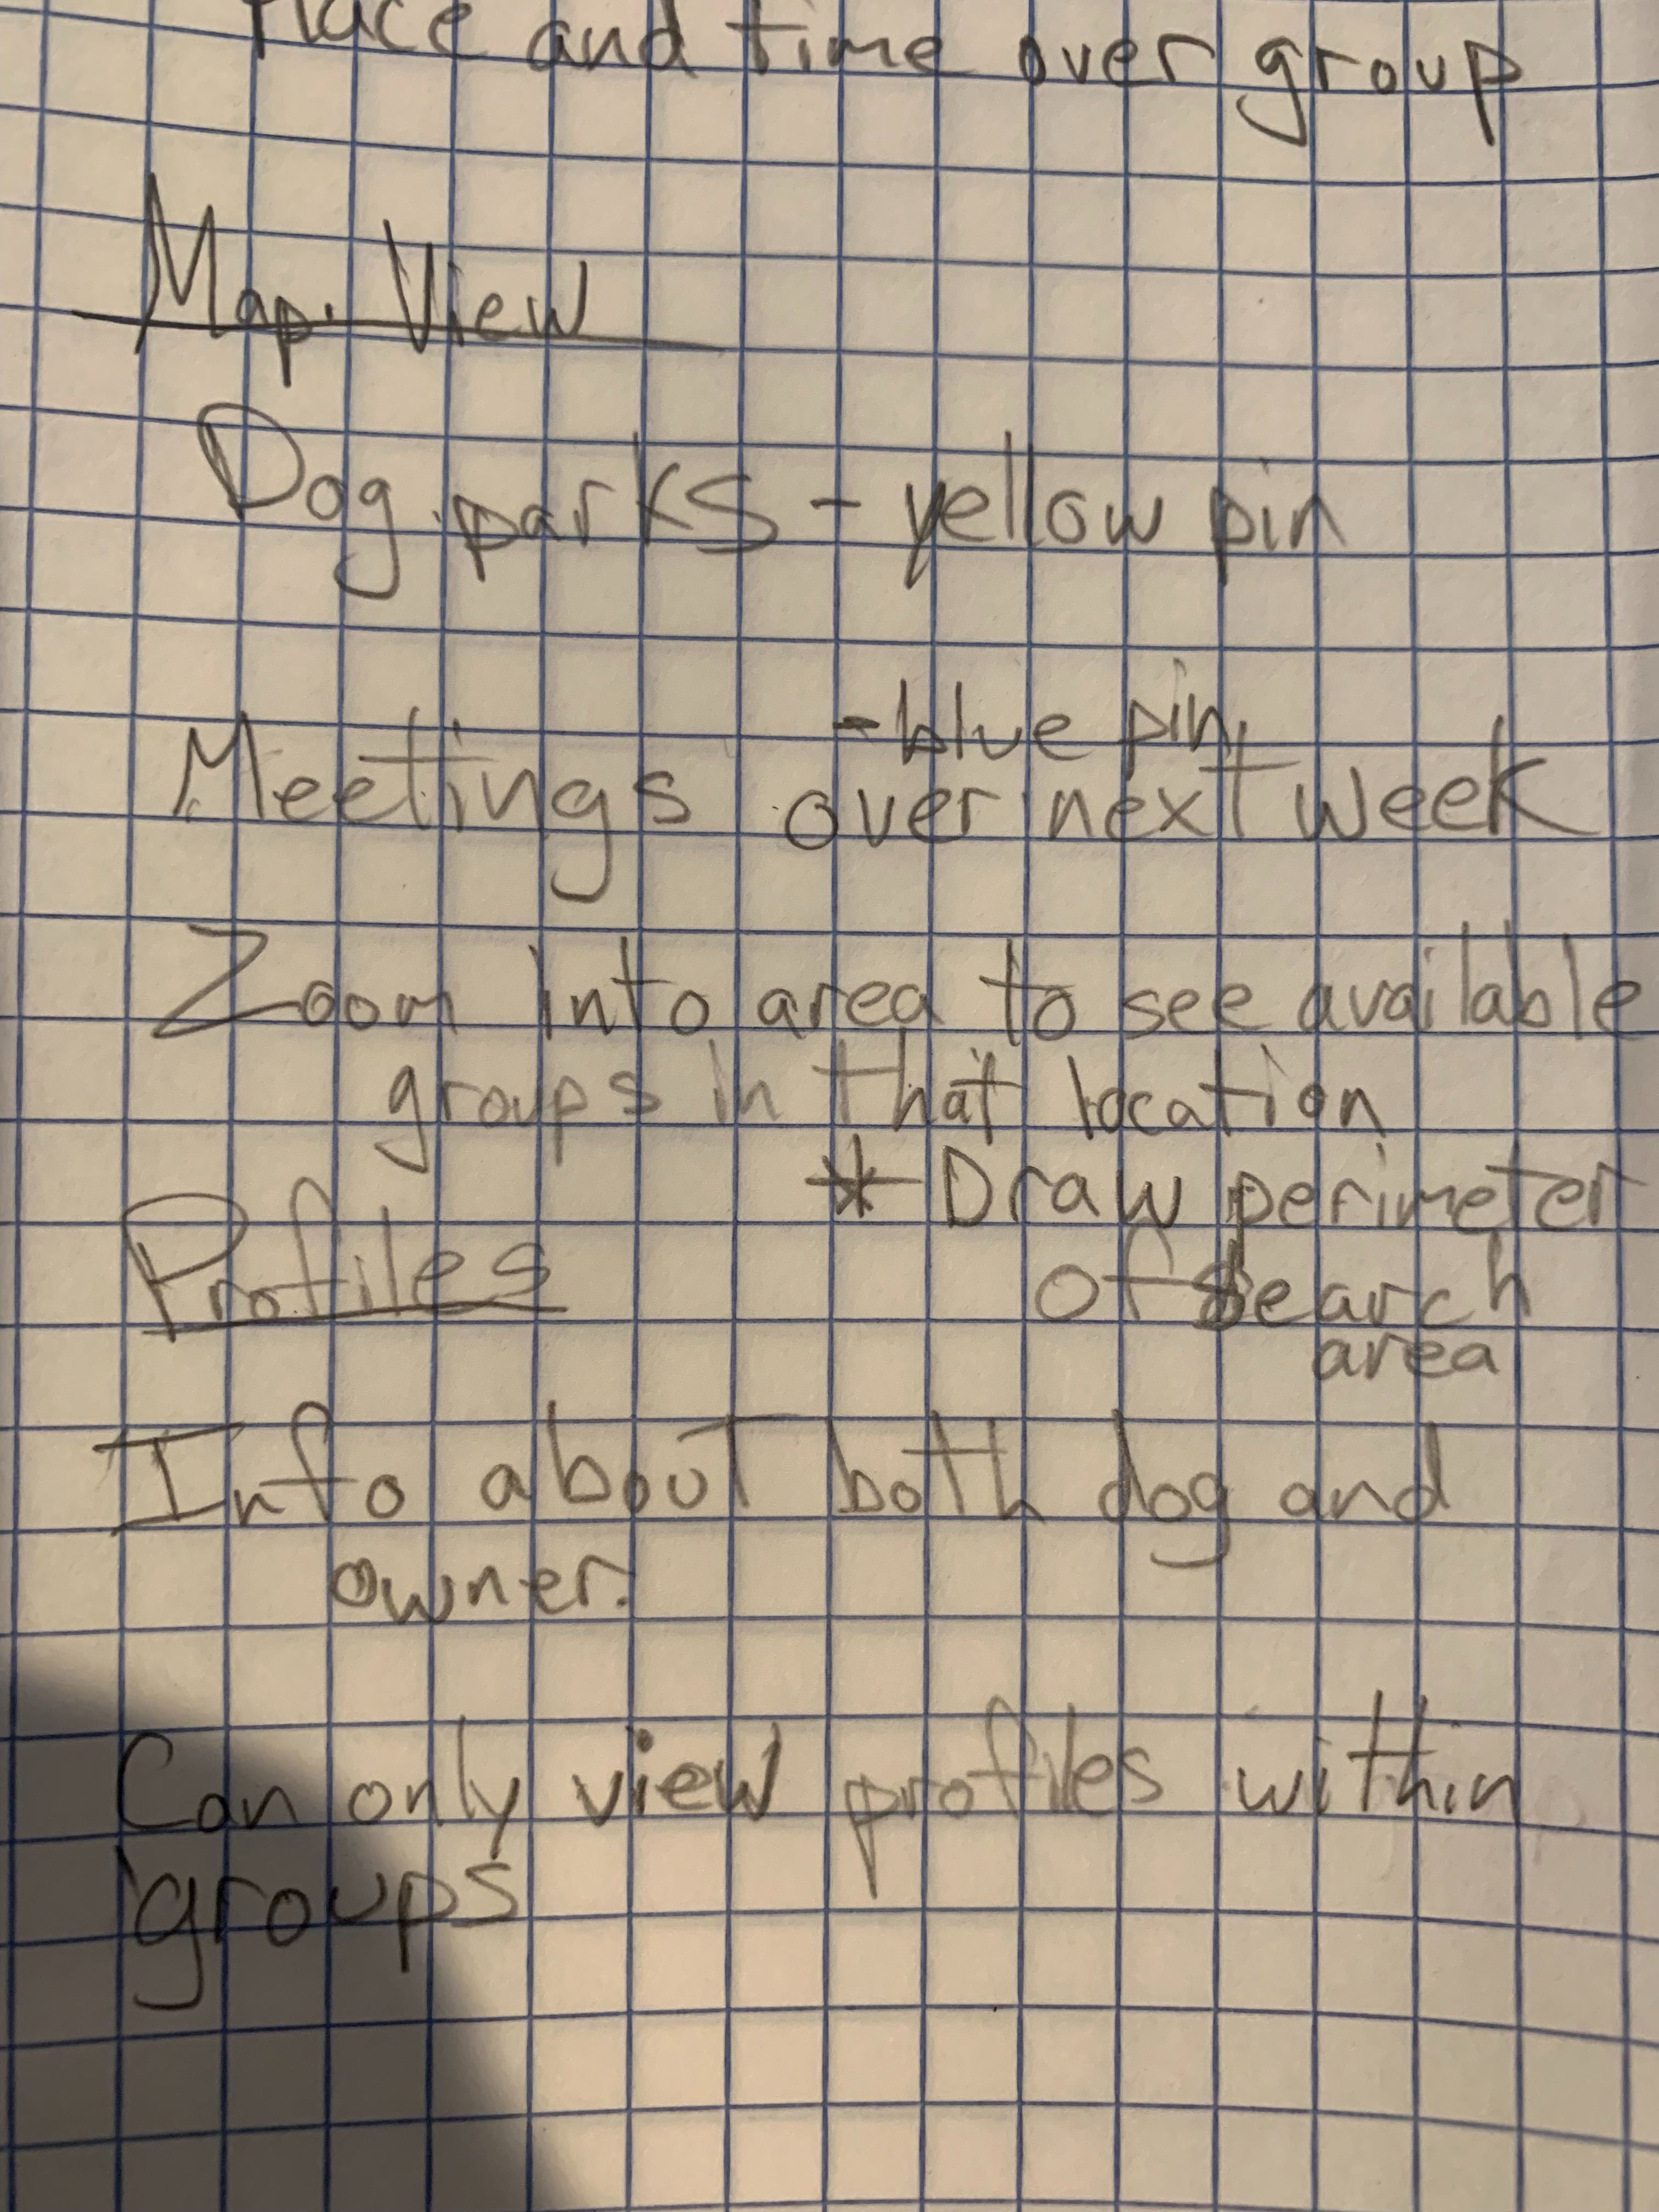 Place and time over group
Map View
Dog parks - yellow pin
- blue pin
Meetings over next week
Zoom into area to see available
groups in that location
* Draw perimeter
of search
area
Profiles
Info about both dog and
owner.
Can only view profiles within
groups